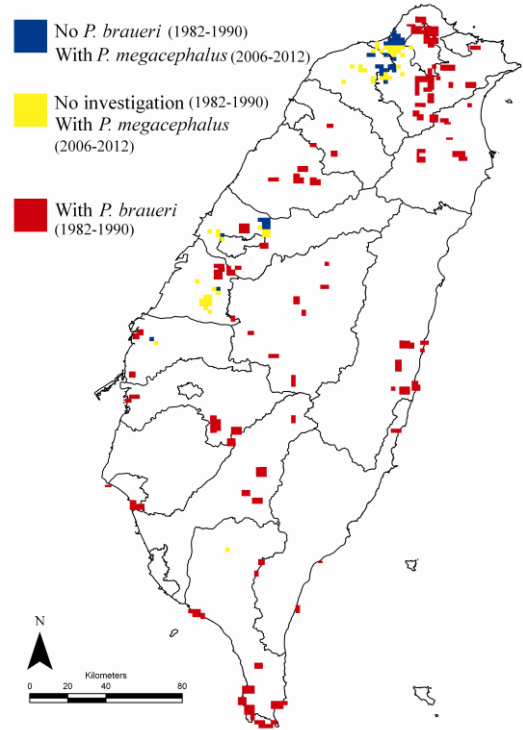 No P. braueri (1982-1990)
With P. megacephalus (2006-2012)
No investigation (1982-1990)
With P. megacephalus
(2006-2012)
With P. braueri
(1982-1990)
N
Kilometers
0 20 40 80